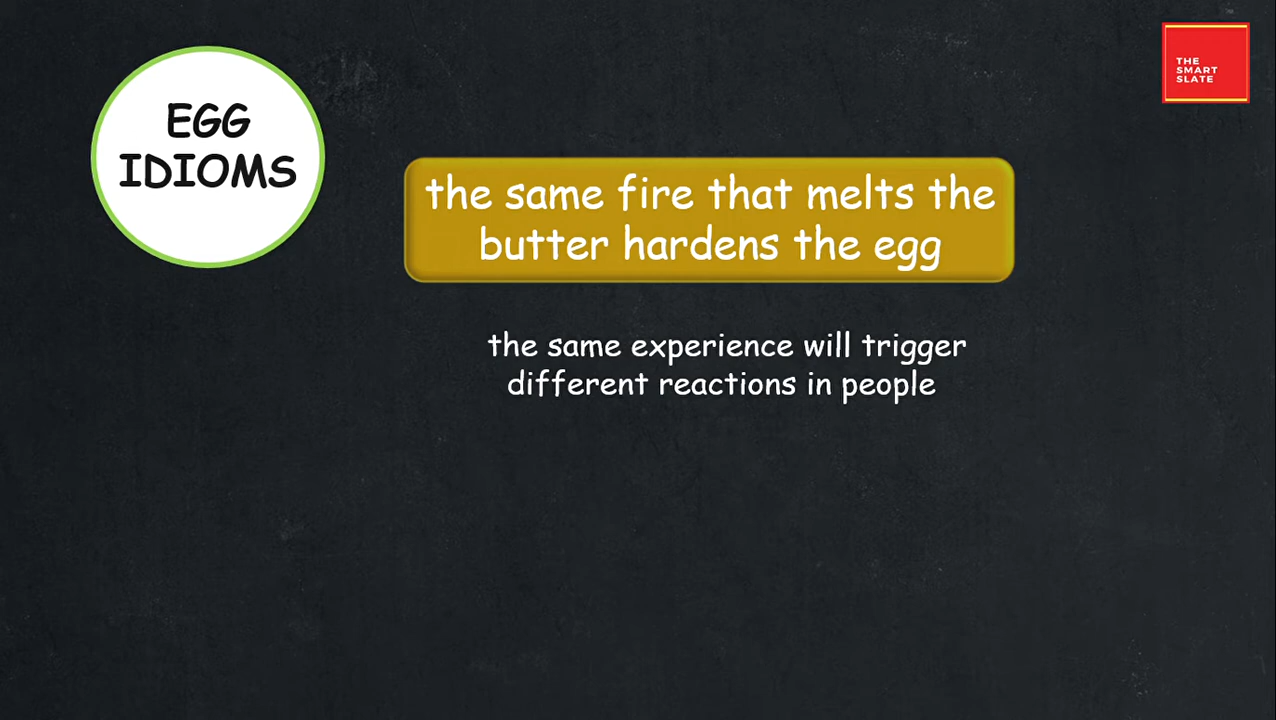 EGG
IDIOMS
THE
SMART
SLATE
the same fire that melts the
butter hardens the egg
the same experience will trigger
different reactions in people